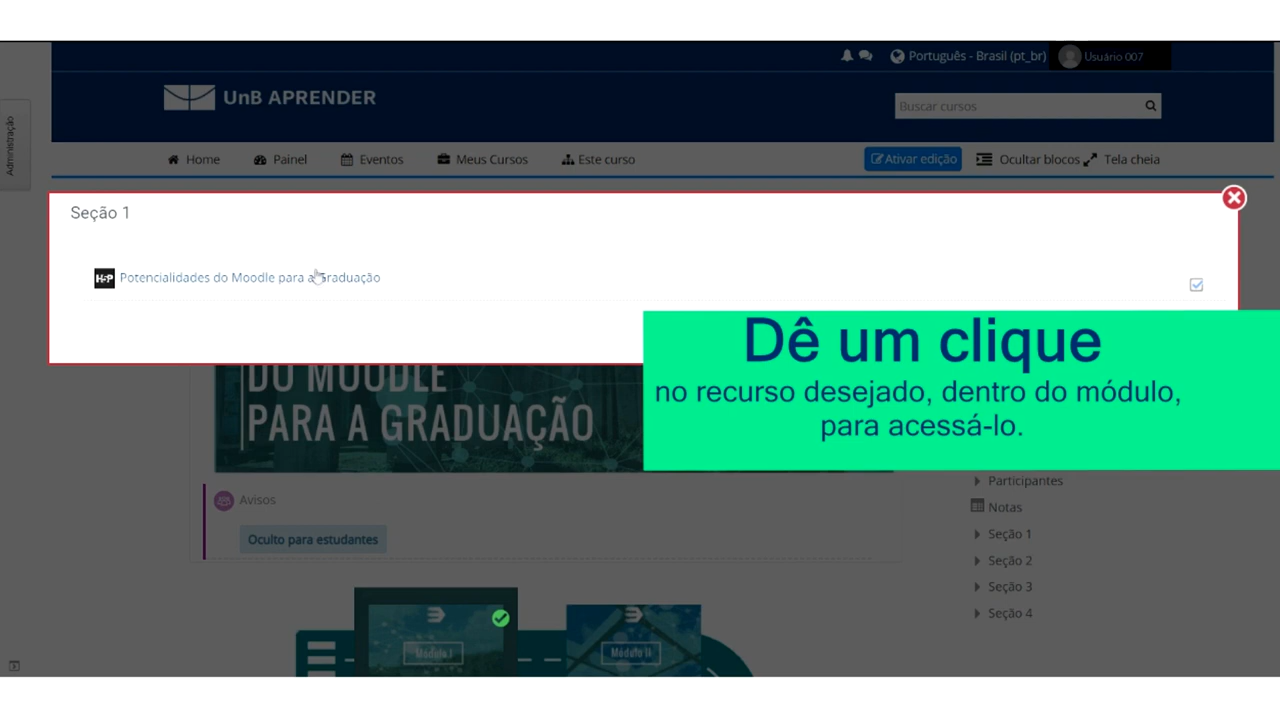 Português - Brasil (pt_br)
Usuário 007
UnB APRENDER
Buscar cursos
Administração
Home
Painel
Eventos
Meus Cursos
Este curso
Ativar edição
Ocultar blocos
Tela cheia
Seção 1
H-P Potencialidades do Moodle para a Graduação
Dê um clique
no recurso desejado, dentro do módulo,
para acessá-lo.
DO MOODLE
PARA A GRADUAÇÃO
Avisos
Oculto para estudantes
Participantes
Notas
Seção 1
Seção 2
Seção 3
Seção 4
Módulo I
Módulo II